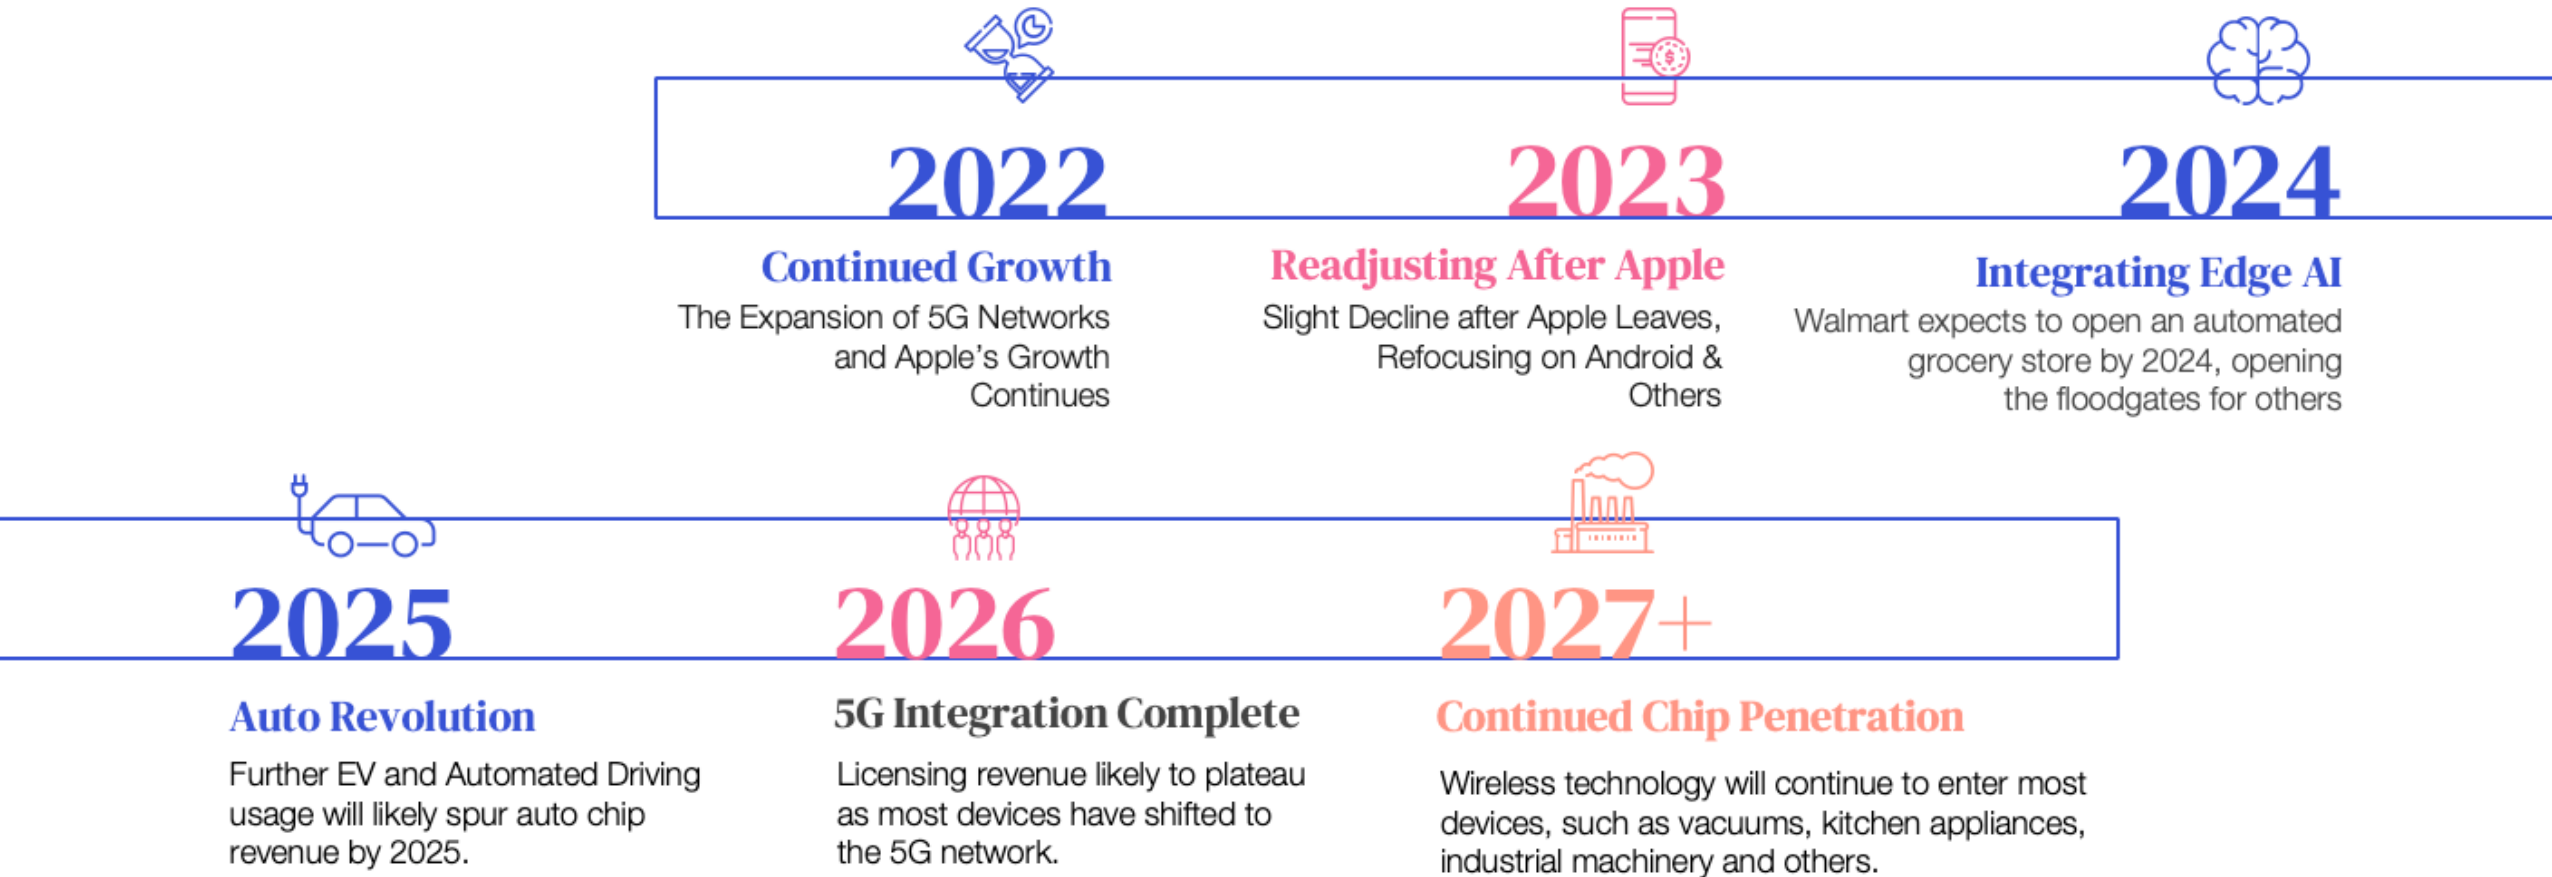 2022
Continued Growth
The Expansion of 5G Networks
and Apple's Growth
Continues
2023
Readjusting After Apple
Slight Decline after Apple Leaves,
Refocusing on Android &
Others
2024
Integrating Edge AI
Walmart expects to open an automated
grocery store by 2024, opening
the floodgates for others
2025
Auto Revolution
Further EV and Automated Driving
usage will likely spur auto chip
revenue by 2025.
2026
5G Integration Complete
Licensing revenue likely to plateau
as most devices have shifted to
the 5G network.
2027+
Continued Chip Penetration
Wireless technology will continue to enter most
devices, such as vacuums, kitchen appliances,
industrial machinery and others.